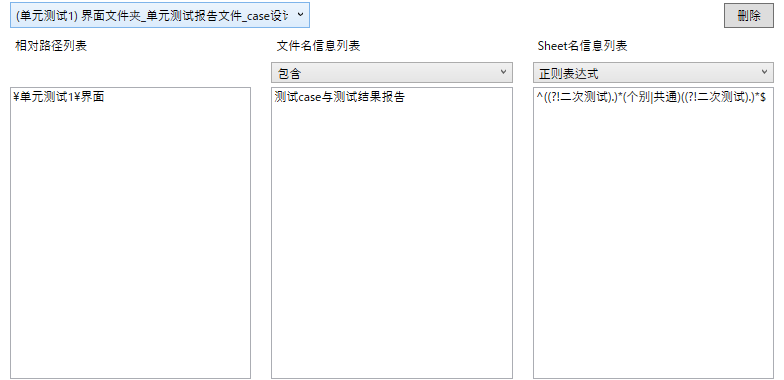 (单元测试1) 界面文件夹_单元测试报告文件_case设计
删除
相对路径列表
文件名信息列表
Sheet名信息列表
包含
正则表达式
¥单元测试1¥界面
测试case与测试结果报告
^((?!二次测试).)*(个别|共通)((?!二次测试).)*$